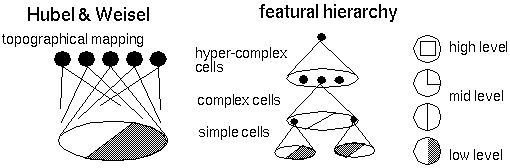 Hubel & Weisel
topographical mapping
featural hierarchy
hyper-complex
cells
complex cells
simple cells
high level
mid level
low level